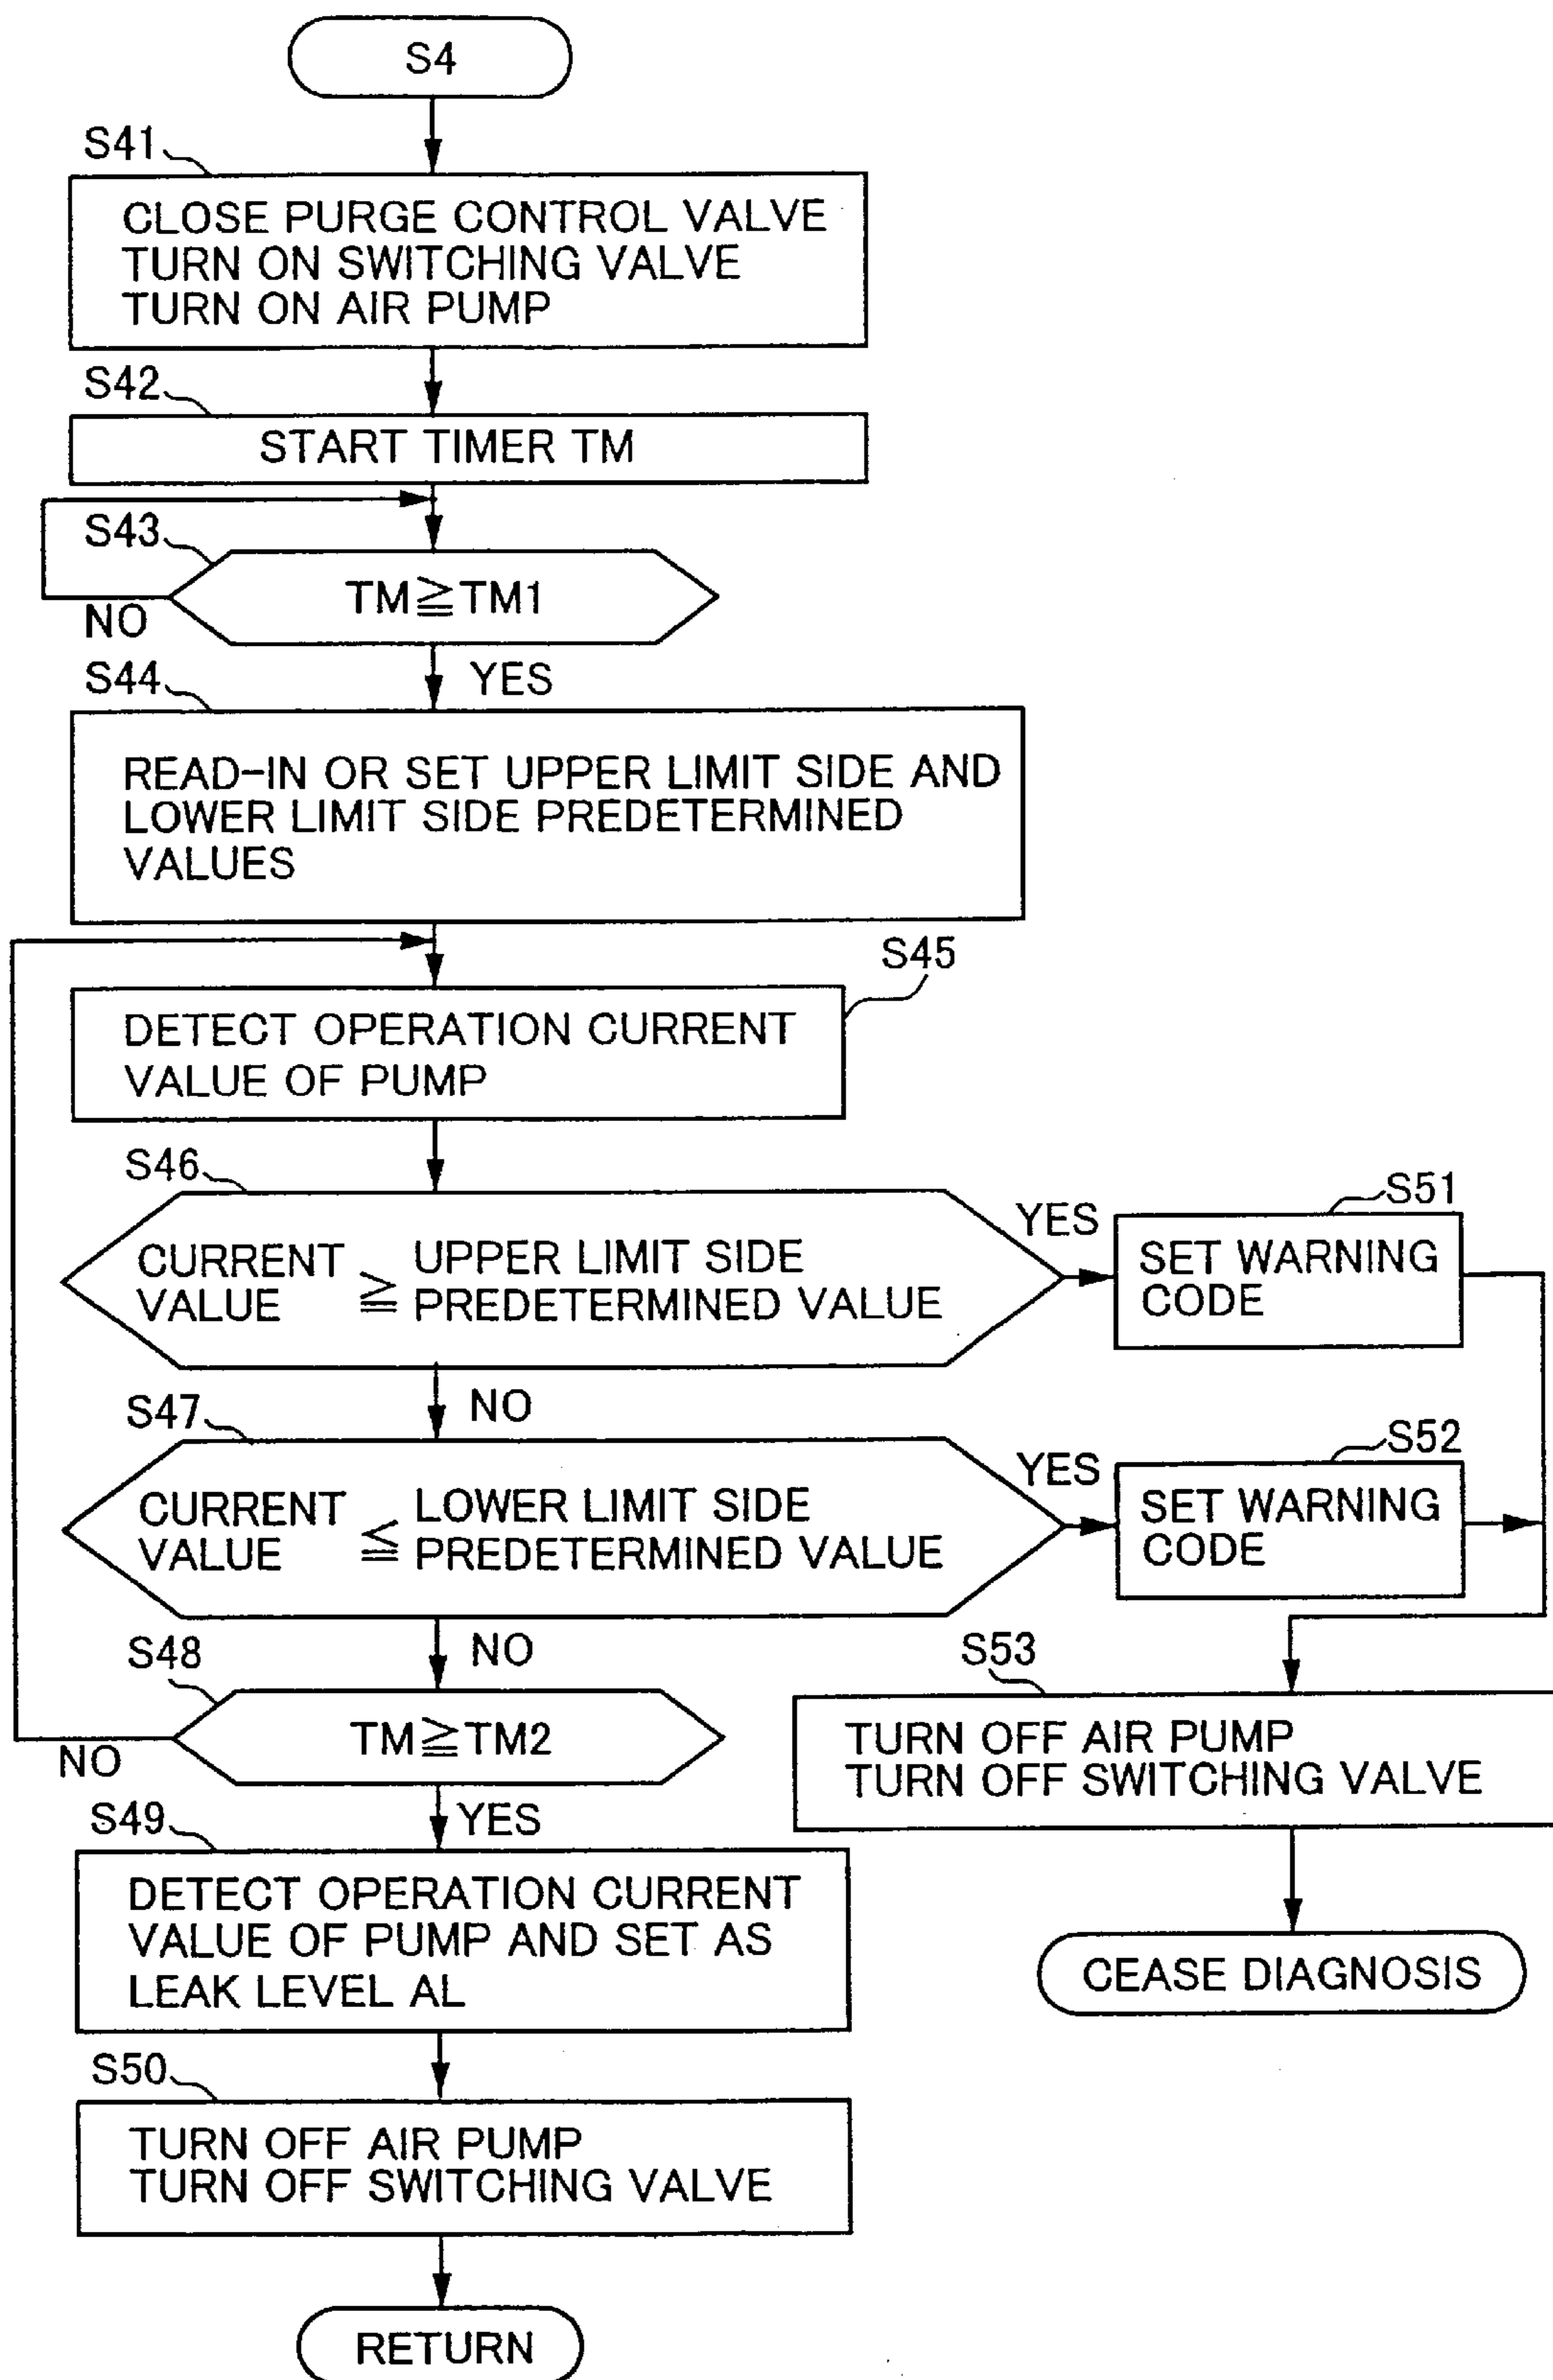 S4
S41
CLOSE PURGE CONTROL VALVE
TURN ON SWITCHING VALVE
TURN ON AIR PUMP
S42
START TIMER TM
S43
TM≧TM1
NO
YES
S44
READ-IN OR SET UPPER LIMIT SIDE AND
LOWER LIMIT SIDE PREDETERMINED
VALUES
S45
DETECT OPERATION CURRENT
VALUE OF PUMP
S46
CURRENT
VALUE
≧
UPPER LIMIT SIDE
PREDETERMINED VALUE
YES
S51
SET WARNING
CODE
NO
S47
CURRENT
VALUE
≦
LOWER LIMIT SIDE
PREDETERMINED VALUE
YES
S52
SET WARNING
CODE
NO
S48
TM≧TM2
NO
YES
S53
TURN OFF AIR PUMP
TURN OFF SWITCHING VALVE
CEASE DIAGNOSIS
S49
DETECT OPERATION CURRENT
VALUE OF PUMP AND SET AS
LEAK LEVEL AL
S50
TURN OFF AIR PUMP
TURN OFF SWITCHING VALVE
RETURN